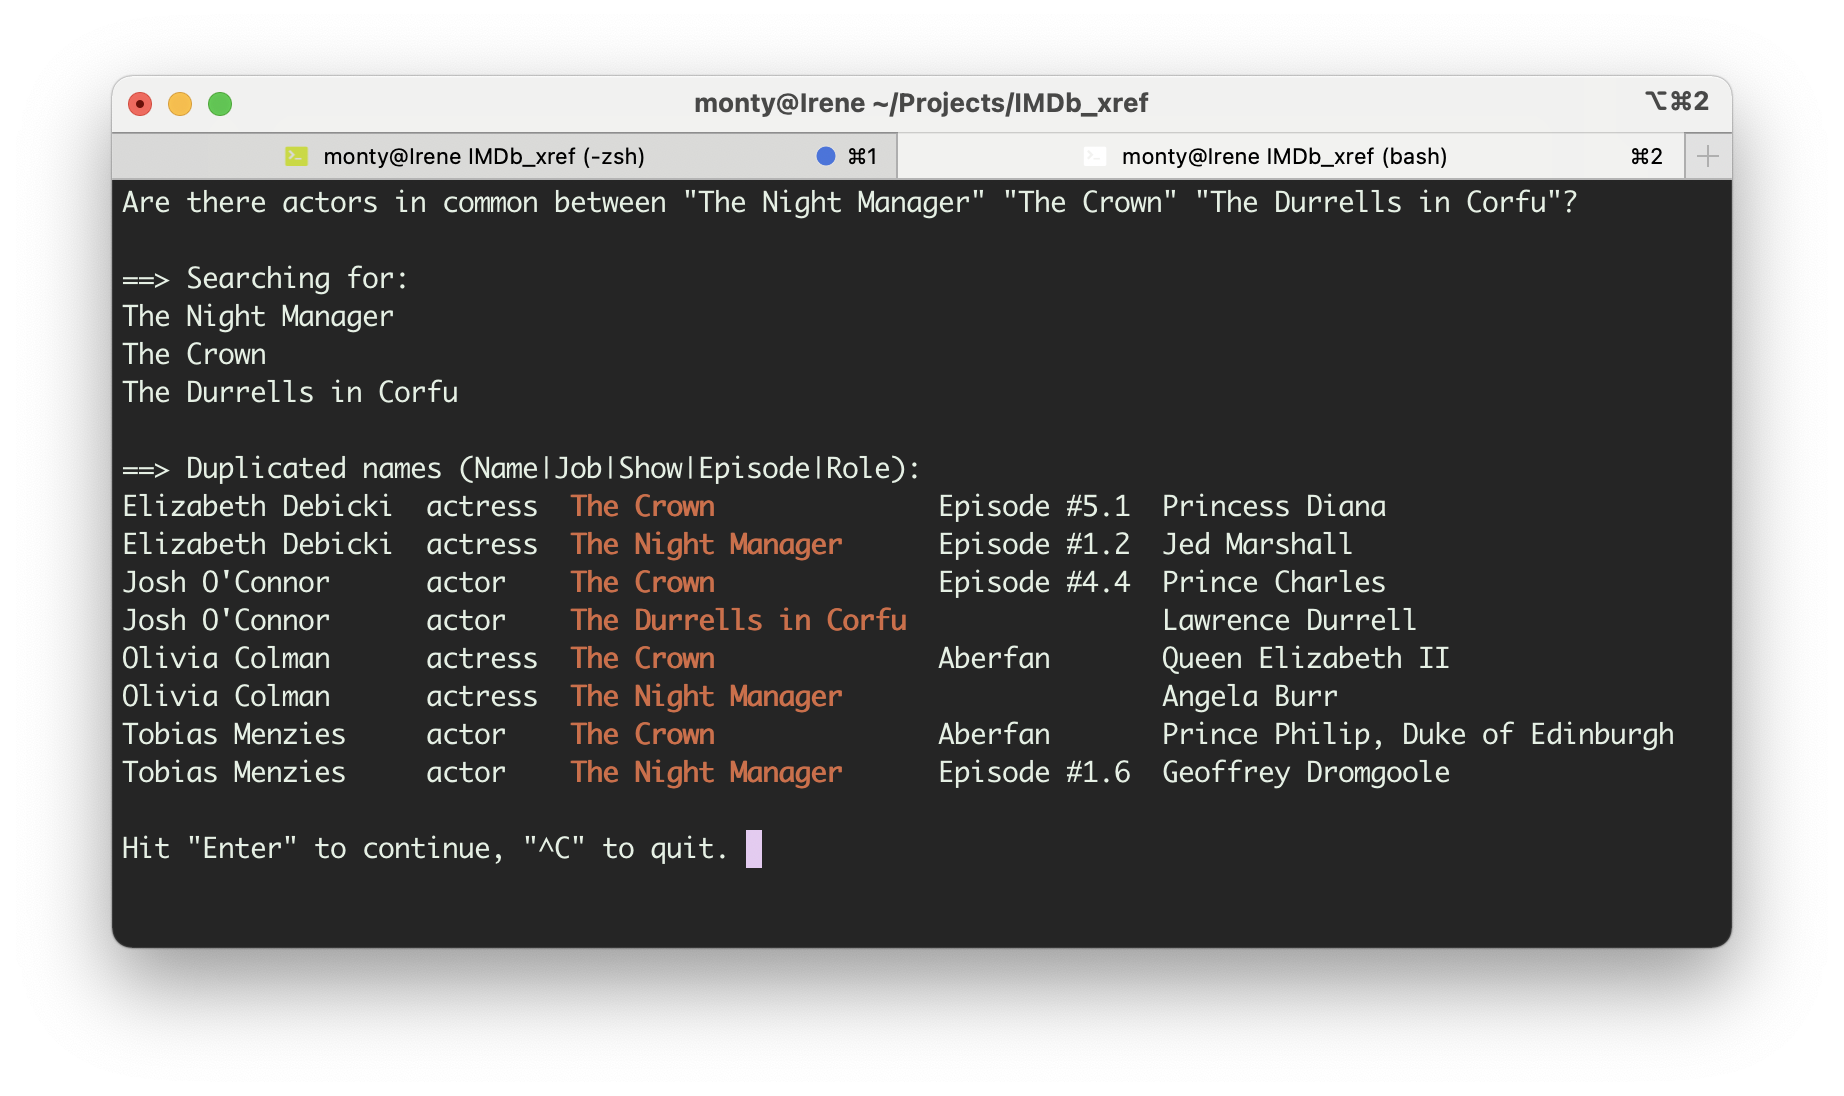 monty@Irene ~/Projects/IMDb_xref ⌥⌘2
monty@Irene IMDb_xref (-zsh) ⌘1 monty@Irene IMDb_xref (bash) ⌘2
Are there actors in common between "The Night Manager" "The Crown" "The Durrells in Corfu"?
==> Searching for:
The Night Manager
The Crown
The Durrells in Corfu
==> Duplicated names (Name|Job|Show|Episode|Role):
Elizabeth Debicki  actress  The Crown              Episode #5.1  Princess Diana
Elizabeth Debicki  actress  The Night Manager      Episode #1.2  Jed Marshall
Josh O'Connor      actor    The Crown              Episode #4.4  Prince Charles
Josh O'Connor      actor    The Durrells in Corfu                Lawrence Durrell
Olivia Colman      actress  The Crown              Aberfan       Queen Elizabeth II
Olivia Colman      actress  The Night Manager                    Angela Burr
Tobias Menzies     actor    The Crown              Aberfan       Prince Philip, Duke of Edinburgh
Tobias Menzies     actor    The Night Manager      Episode #1.6  Geoffrey Dromgoole
Hit "Enter" to continue, "^C" to quit.